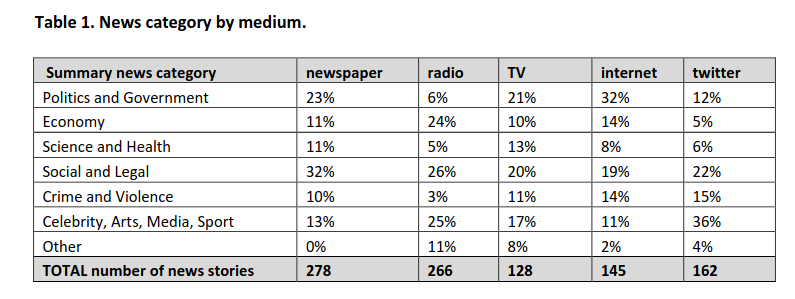 Table 1. News category by medium.
Summary news category newspaper radio TV internet twitter
Politics and Government 23% 6% 21% 32% 12%
Economy 11% 24% 10% 14% 5%
Science and Health 11% 5% 13% 8% 6%
Social and Legal 32% 26% 20% 19% 22%
Crime and Violence 10% 3% 11% 14% 15%
Celebrity, Arts, Media, Sport 13% 25% 17% 11% 36%
Other 0% 11% 8% 2% 4%
TOTAL number of news stories 278 266 128 145 162